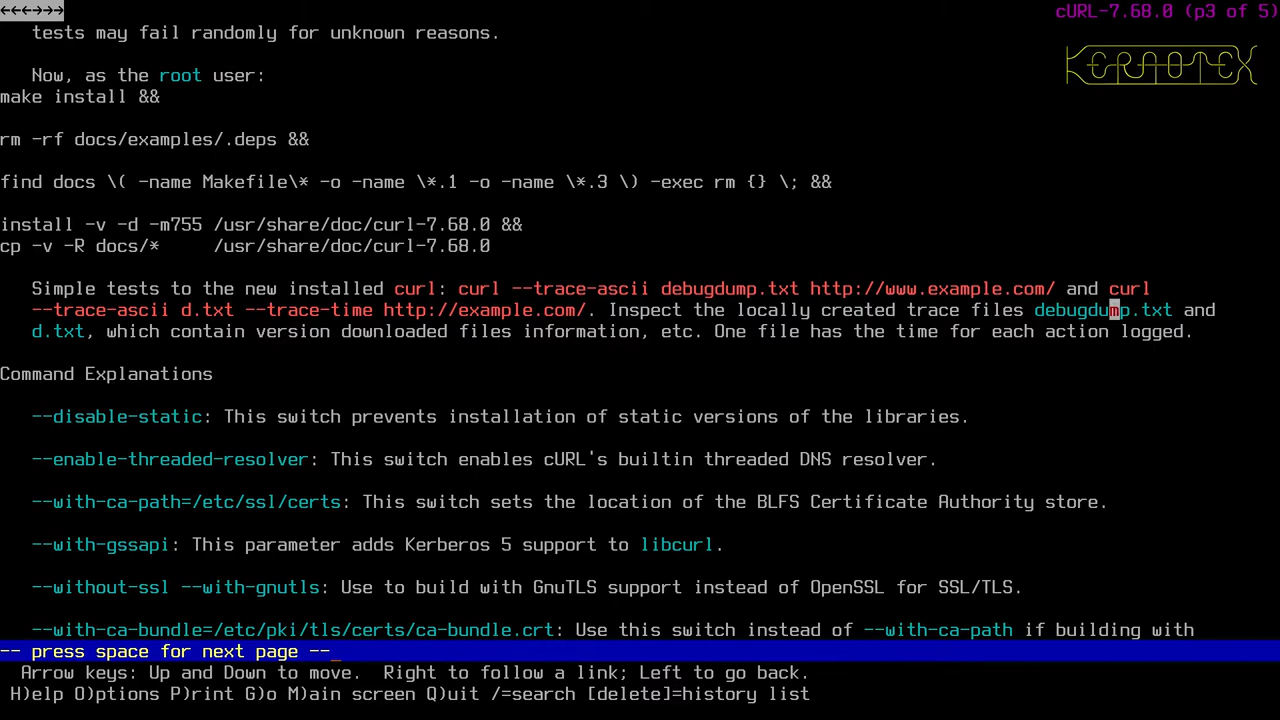 ←←←→→→ cURL-7.68.0 (p3 of 5)
tests may fail randomly for unknown reasons.
KERNOTEX
Now, as the root user:
make install &&
rm -rf docs/examples/.deps &&
find docs \( -name Makefile\* -o -name \*.1 -o -name \*.3 \) -exec rm {} \; &&
install -v -d -m755 /usr/share/doc/curl-7.68.0 &&
cp -v -R docs/*     /usr/share/doc/curl-7.68.0
Simple tests to the new installed curl: curl --trace-ascii debugdump.txt http://www.example.com/ and curl
--trace-ascii d.txt --trace-time http://example.com/. Inspect the locally created trace files debugdump.txt and
d.txt, which contain version downloaded files information, etc. One file has the time for each action logged.
Command Explanations
--disable-static: This switch prevents installation of static versions of the libraries.
--enable-threaded-resolver: This switch enables cURL's builtin threaded DNS resolver.
--with-ca-path=/etc/ssl/certs: This switch sets the location of the BLFS Certificate Authority store.
--with-gssapi: This parameter adds Kerberos 5 support to libcurl.
--without-ssl --with-gnutls: Use to build with GnuTLS support instead of OpenSSL for SSL/TLS.
--with-ca-bundle=/etc/pki/tls/certs/ca-bundle.crt: Use this switch instead of --with-ca-path if building with
-- press space for next page --
Arrow keys: Up and Down to move.  Right to follow a link; Left to go back.
H)elp O)ptions P)rint G)o M)ain screen Q)uit /=search [delete]=history list